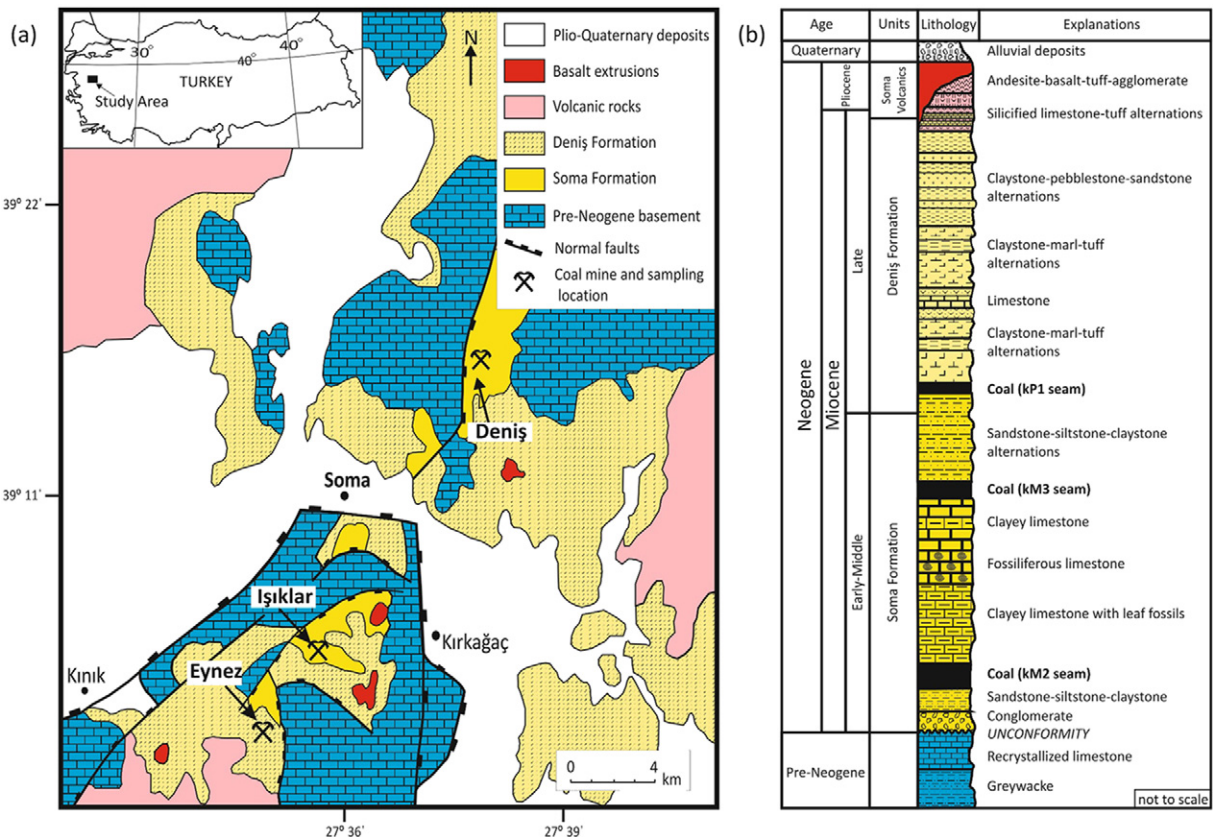 (a)
30°
40°
40°
TURKEY
Study Area
N
Plio-Quaternary deposits
Basalt extrusions
Volcanic rocks
Deniş Formation
Soma Formation
Pre-Neogene basement
Normal faults
Coal mine and sampling
location
39° 22'
39° 11'
Deniş
Soma
Işıklar
Kırkağaç
Eynez
Kınık
0 4
km
27° 36'
27° 39'
(b)
Age
Units
Lithology
Explanations
Quaternary
Alluvial deposits
Neogene
Pliocene
Soma
Volcanics
Andesite-basalt-tuff-agglomerate
Silicified limestone-tuff alternations
Miocene
Late
Deniş Formation
Claystone-pebblestone-sandstone
alternations
Claystone-marl-tuff
alternations
Limestone
Claystone-marl-tuff
alternations
Coal (kP1 seam)
Early-Middle
Soma Formation
Sandstone-siltstone-claystone
alternations
Coal (kM3 seam)
Clayey limestone
Fossiliferous limestone
Clayey limestone with leaf fossils
Coal (kM2 seam)
Sandstone-siltstone-claystone
Conglomerate
UNCONFORMITY
Pre-Neogene
Recrystallized limestone
Greywacke
not to scale